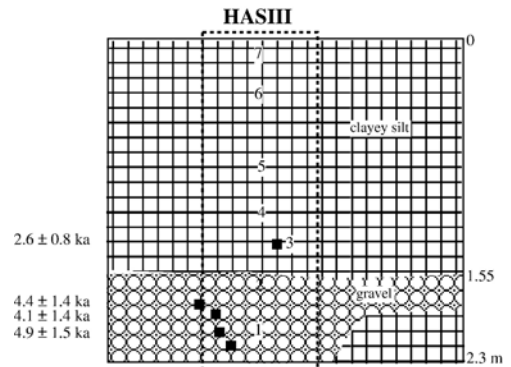 HASIII
0
7
6
clayey silt
5
4
2.6 ± 0.8 ka
3
1.55
gravel
4.4 ± 1.4 ka
4.1 ± 1.4 ka
1
4.9 ± 1.5 ka
2.3 m